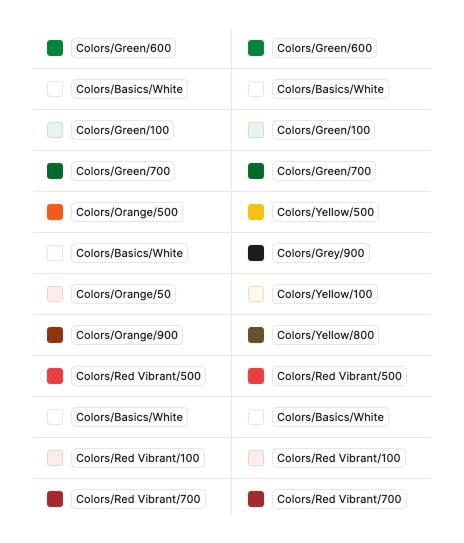 Colors/Green/600 Colors/Green/600
Colors/Basics/White Colors/Basics/White
Colors/Green/100 Colors/Green/100
Colors/Green/700 Colors/Green/700
Colors/Orange/500 Colors/Yellow/500
Colors/Basics/White Colors/Grey/900
Colors/Orange/50 Colors/Yellow/100
Colors/Orange/900 Colors/Yellow/800
Colors/Red Vibrant/500 Colors/Red Vibrant/500
Colors/Basics/White Colors/Basics/White
Colors/Red Vibrant/100 Colors/Red Vibrant/100
Colors/Red Vibrant/700 Colors/Red Vibrant/700